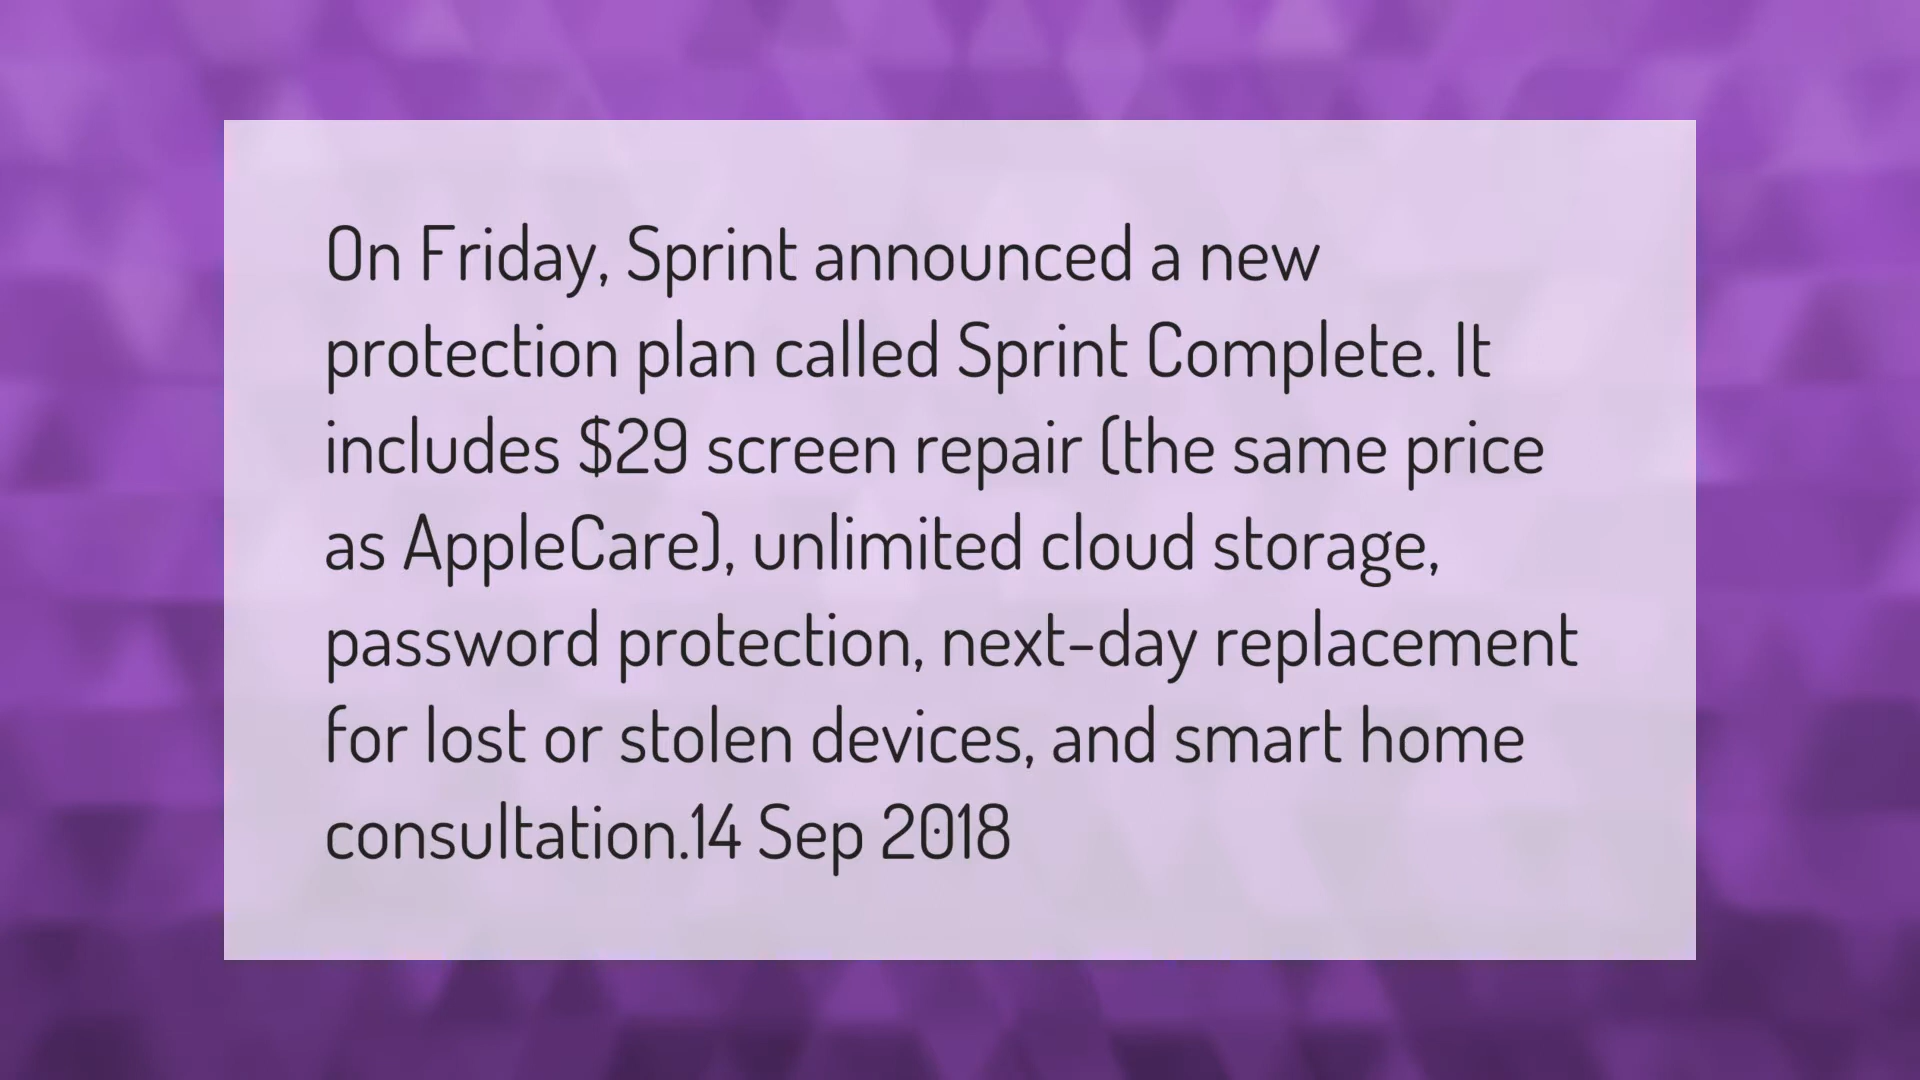 On Friday, Sprint announced a new
protection plan called Sprint Complete. It
includes $29 screen repair (the same price
as AppleCare), unlimited cloud storage,
password protection, next-day replacement
for lost or stolen devices, and smart home
consultation.14 Sep 2018